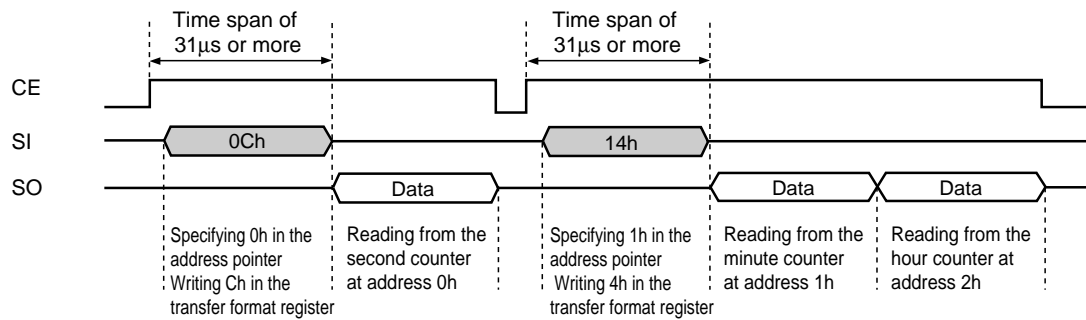 Time span of
31μs or more
Time span of
31μs or more
CE
SI
0Ch
14h
SO
Data
Data
Data
Specifying 0h in the
address pointer
Writing Ch in the
transfer format register
Reading from the
second counter
at address 0h
Specifying 1h in the
address pointer
Writing 4h in the
transfer format register
Reading from the
minute counter
at address 1h
Reading from the
hour counter at
address 2h